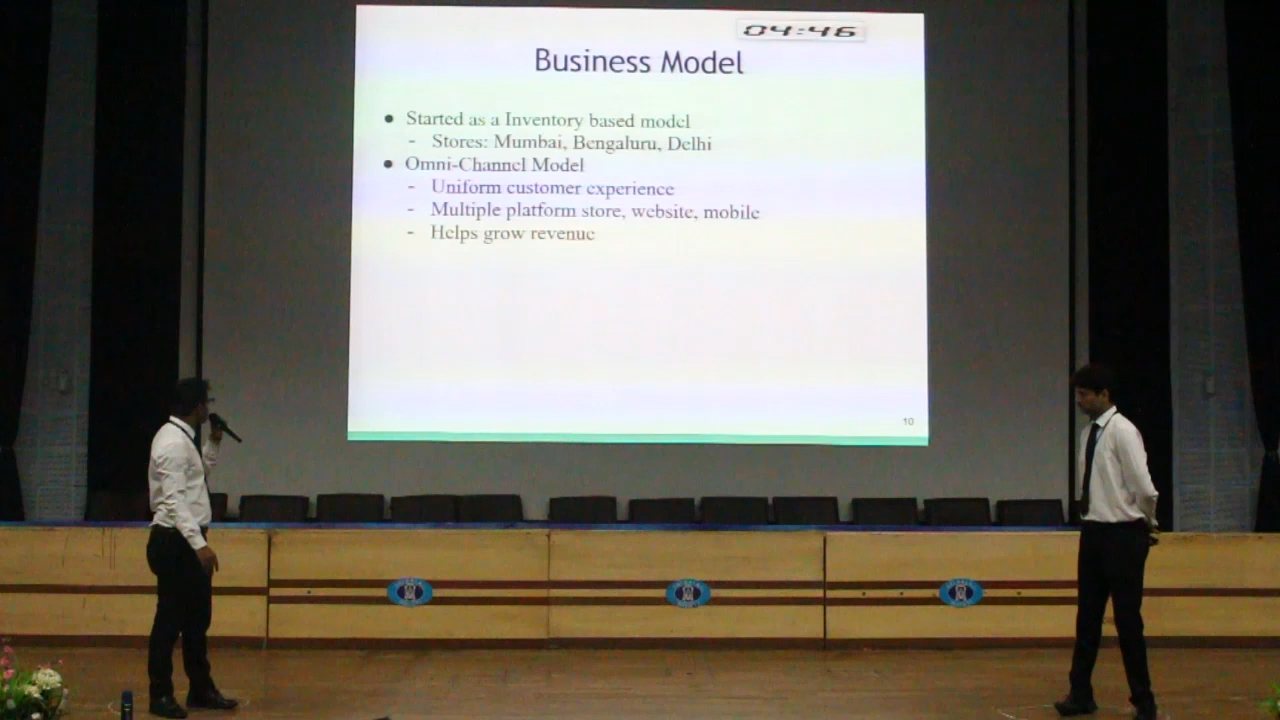 04:46
Business Model
● Started as a Inventory based model
- Stores: Mumbai, Bengaluru, Delhi
● Omni-Channel Model
- Uniform customer experience
- Multiple platform store, website, mobile
- Helps grow revenue
10